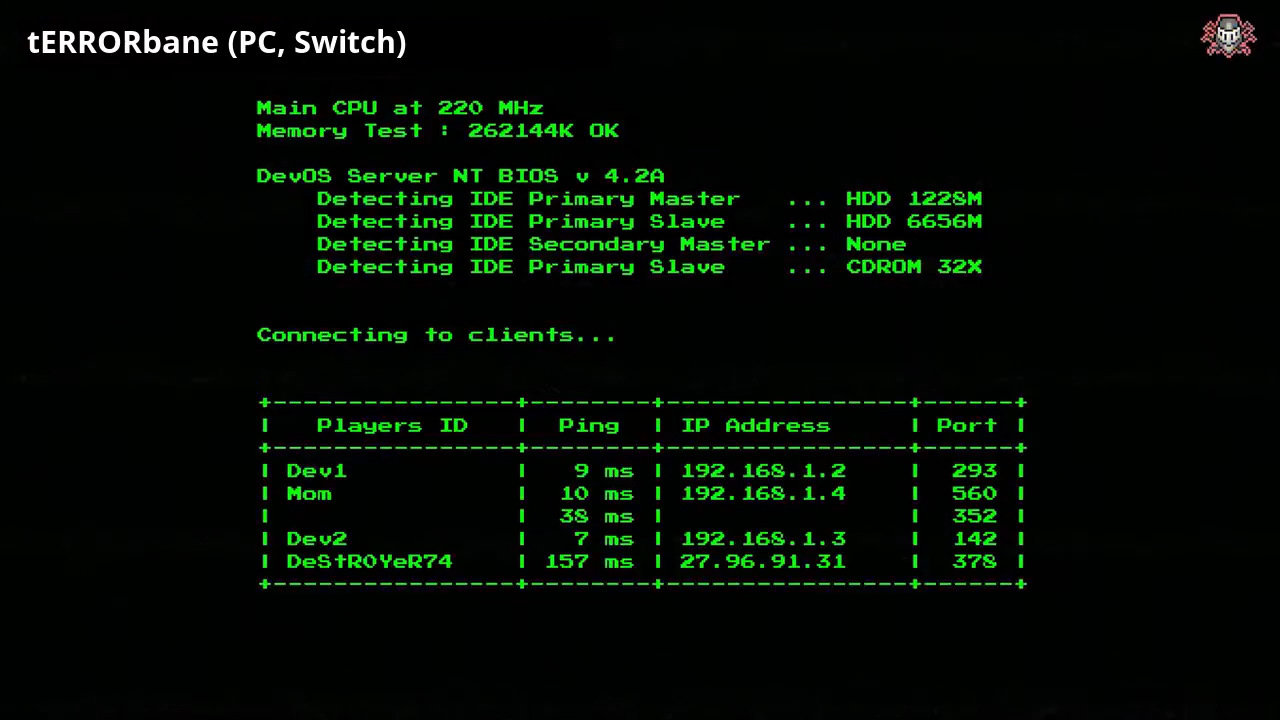 tERRORbane (PC, Switch)
Main CPU at 220 MHz
Memory Test : 262144K OK
DevOS Server NT BIOS v 4.2A
Detecting IDE Primary Master ... HDD 1228M
Detecting IDE Primary Slave ... HDD 6656M
Detecting IDE Secondary Master ... None
Detecting IDE Primary Slave ... CDROM 32X
Connecting to clients...
+----------------+--------+----------------+------+
| Players ID | Ping | IP Address | Port |
+----------------+--------+----------------+------+
| Dev1 | 9 ms | 192.168.1.2 | 293 |
| Mom | 10 ms | 192.168.1.4 | 560 |
| | 38 ms | | 352 |
| Dev2 | 7 ms | 192.168.1.3 | 142 |
| DeStR0YeR74 | 157 ms | 27.96.91.31 | 378 |
+----------------+--------+----------------+------+